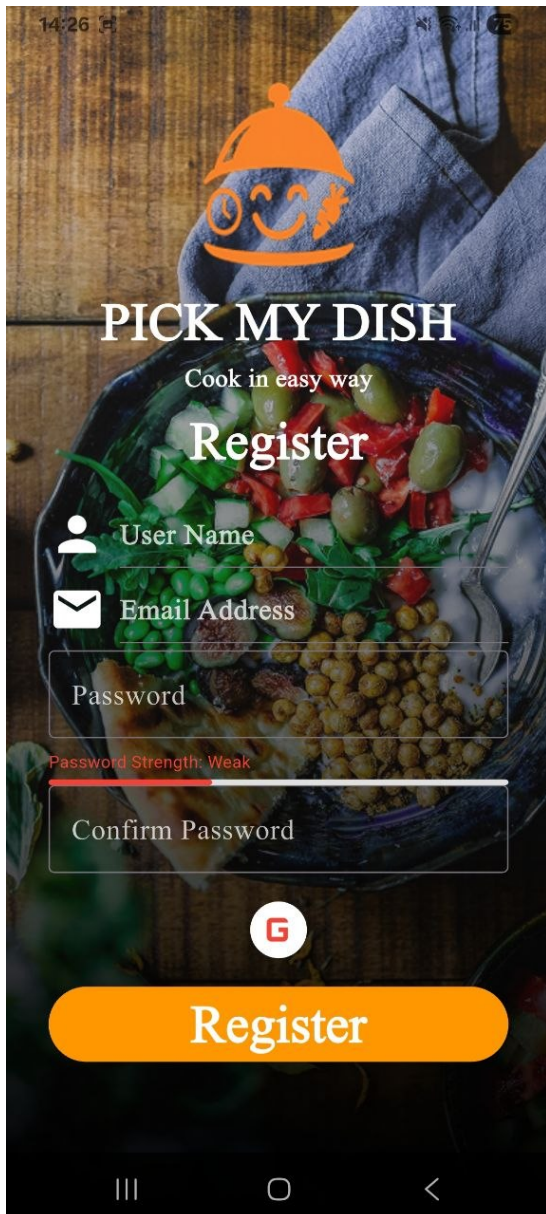 14:26
75
PICK MY DISH
Cook in easy way
Register
User Name
Email Address
Password
Password Strength: Weak
Confirm Password
G
Register